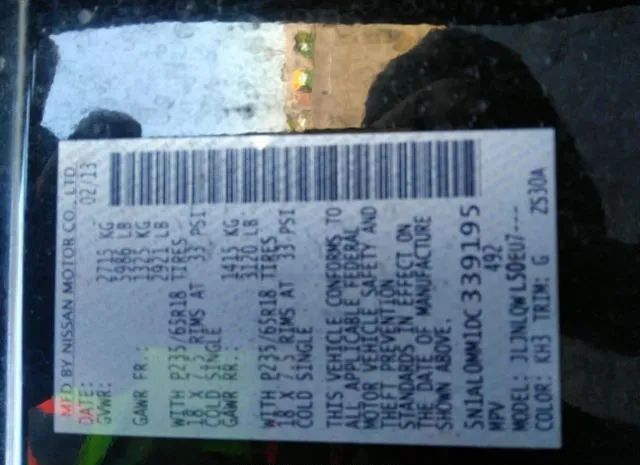 MFD BY NISSAN MOTOR CO., LTD
DATE: 02/13
GVWR: 2715 KG
5986 LB
GAWR FR: 1325 KG
2921 LB
WITH P235/65R18 TIRES
18 X 7.5 RIMS AT 33 PSI
COLD SINGLE
GAWR RR: 1415 KG
3120 LB
WITH P235/65R18 TIRES
18 X 7.5 RIMS AT 33 PSI
COLD SINGLE
THIS VEHICLE CONFORMS TO
ALL APPLICABLE FEDERAL
MOTOR VEHICLE SAFETY AND
THEFT PREVENTION
STANDARDS IN EFFECT ON
THE DATE OF MANUFACTURE
SHOWN ABOVE.
5N1AL0MM1DC339195
MPV 492
MODEL: JLJNLQWL50EU7----
COLOR: KH3 TRIM: G ZS30A